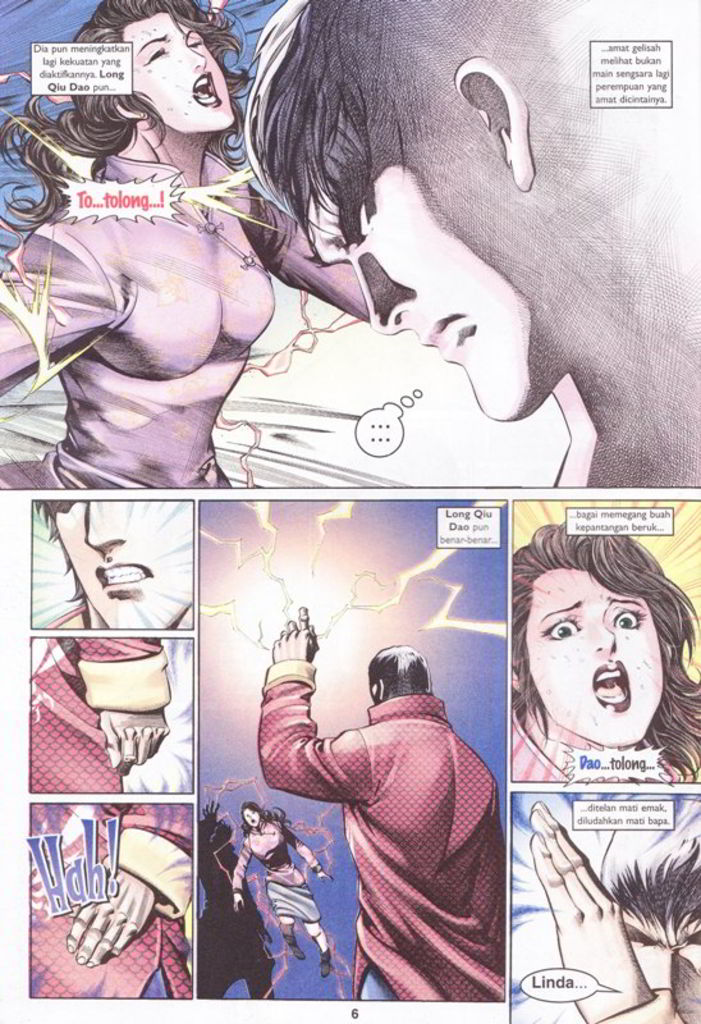 Dia pun meningkatkan
lagi kekuatan yang
diaktifkannya. Long
Qiu Dao pun...
...amat gelisah
melihat bukan
main sengsara lagi
perempuan yang
amat dicintainya.
To...tolong...!
...
...
Long Qiu
Dao pun
benar-benar...
...bagai memegang buah
kepantangan beruk...
Dao...tolong...
Hah!
...ditelan mati emak,
diludahkan mati bapa.
Linda...
6